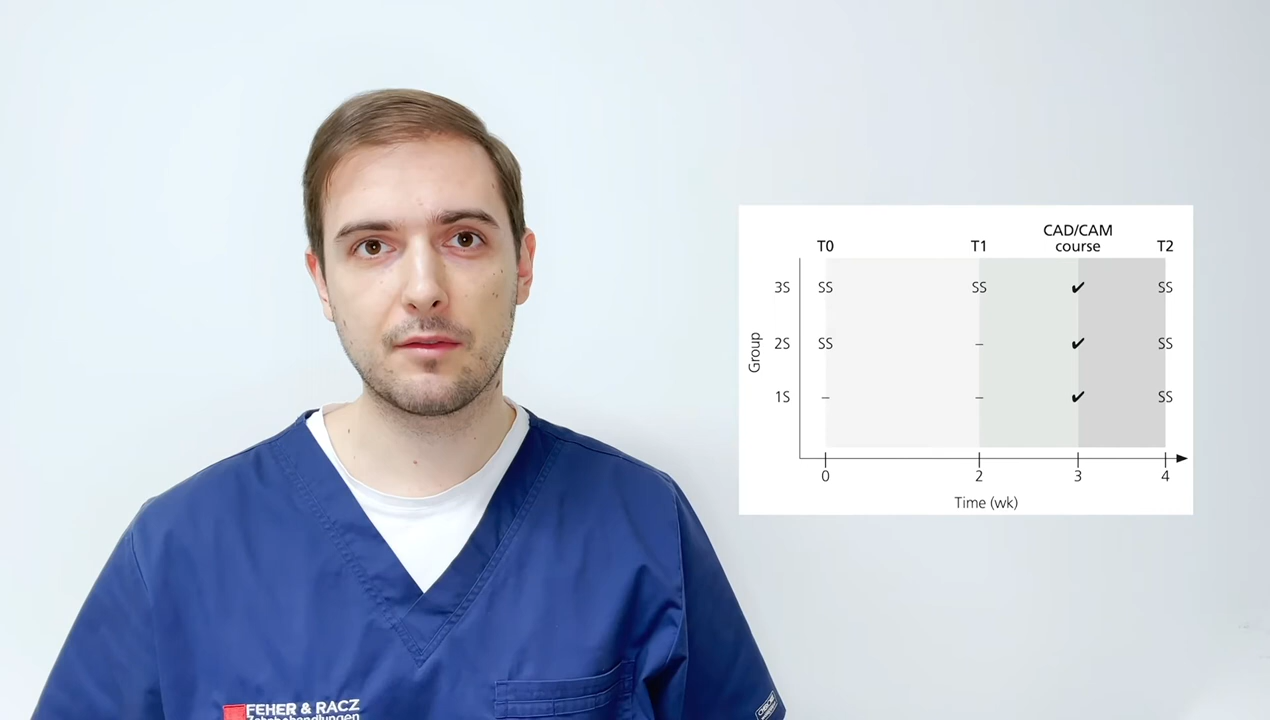 CAD/CAM
T0 T1 course T2
3S SS SS ✔ SS
2S SS – ✔ SS
1S – – ✔ SS
Group
0 2 3 4
Time (wk)
FEHER & RACZ
Zahnbehandlungen